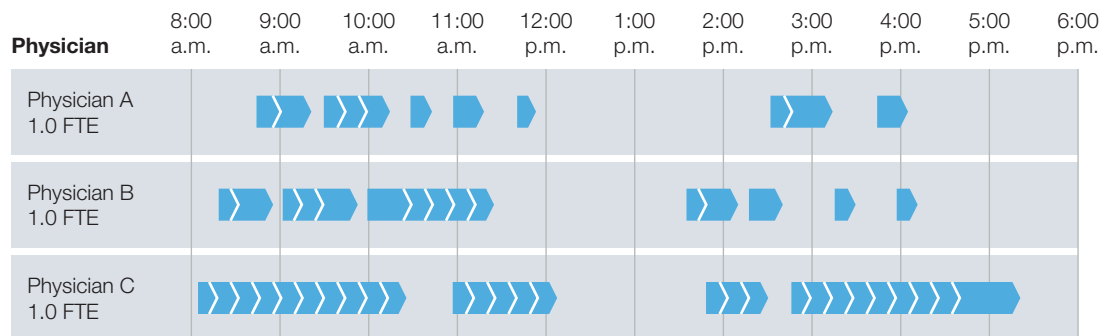 8:00 9:00 10:00 11:00 12:00 1:00 2:00 3:00 4:00 5:00 6:00
Physician a.m. a.m. a.m. a.m. p.m. p.m. p.m. p.m. p.m. p.m. p.m.
Physician A
1.0 FTE
Physician B
1.0 FTE
Physician C
1.0 FTE